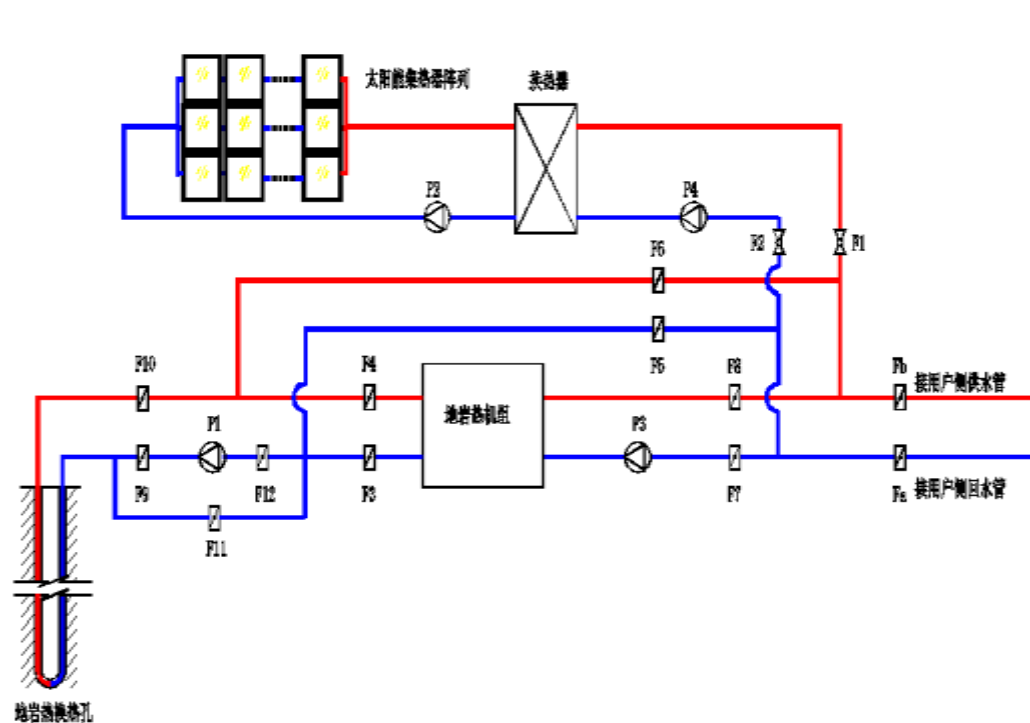 太阳能集热器阵列
换热器
P2
P4
F2
F1
F6
F5
F10
F4
F8
Fb
接用户侧供水管
P1
地岩热机组
P3
F9
F12
F3
F7
Fa
接用户侧回水管
F11
地岩热换热孔